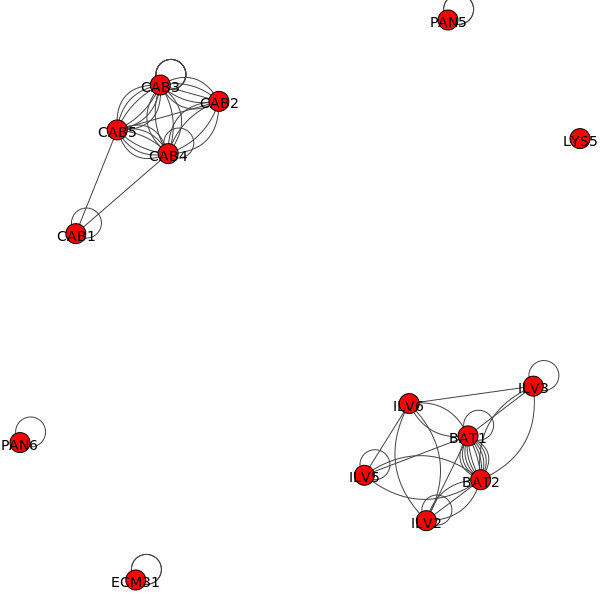 PAN5
CAB3
CAB2
CAB5
LYS5
CAB4
CAB1
ILV3
ILV6
BAT1
PAN6
ILV5
BAT2
ILV2
ECM31